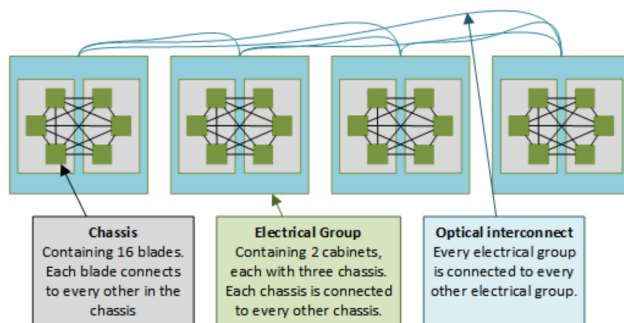 Chassis
Containing 16 blades.
Each blade connects
to every other in the
chassis
Electrical Group
Containing 2 cabinets,
each with three chassis.
Each chassis is connected
to every other chassis.
Optical interconnect
Every electrical group
is connected to every
other electrical group.